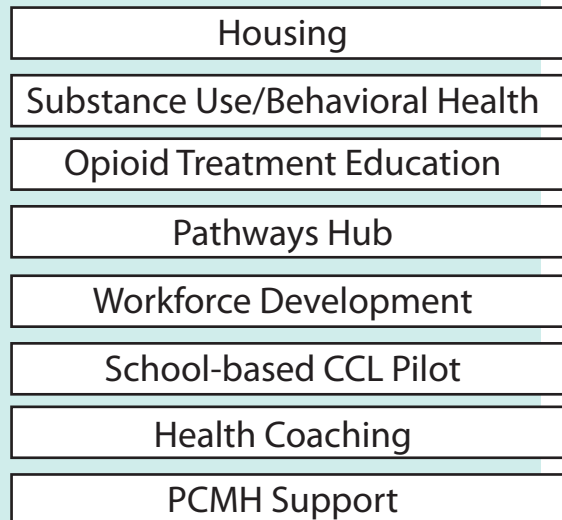 Housing
Substance Use/Behavioral Health
Opioid Treatment Education
Pathways Hub
Workforce Development
School-based CCL Pilot
Health Coaching
PCMH Support